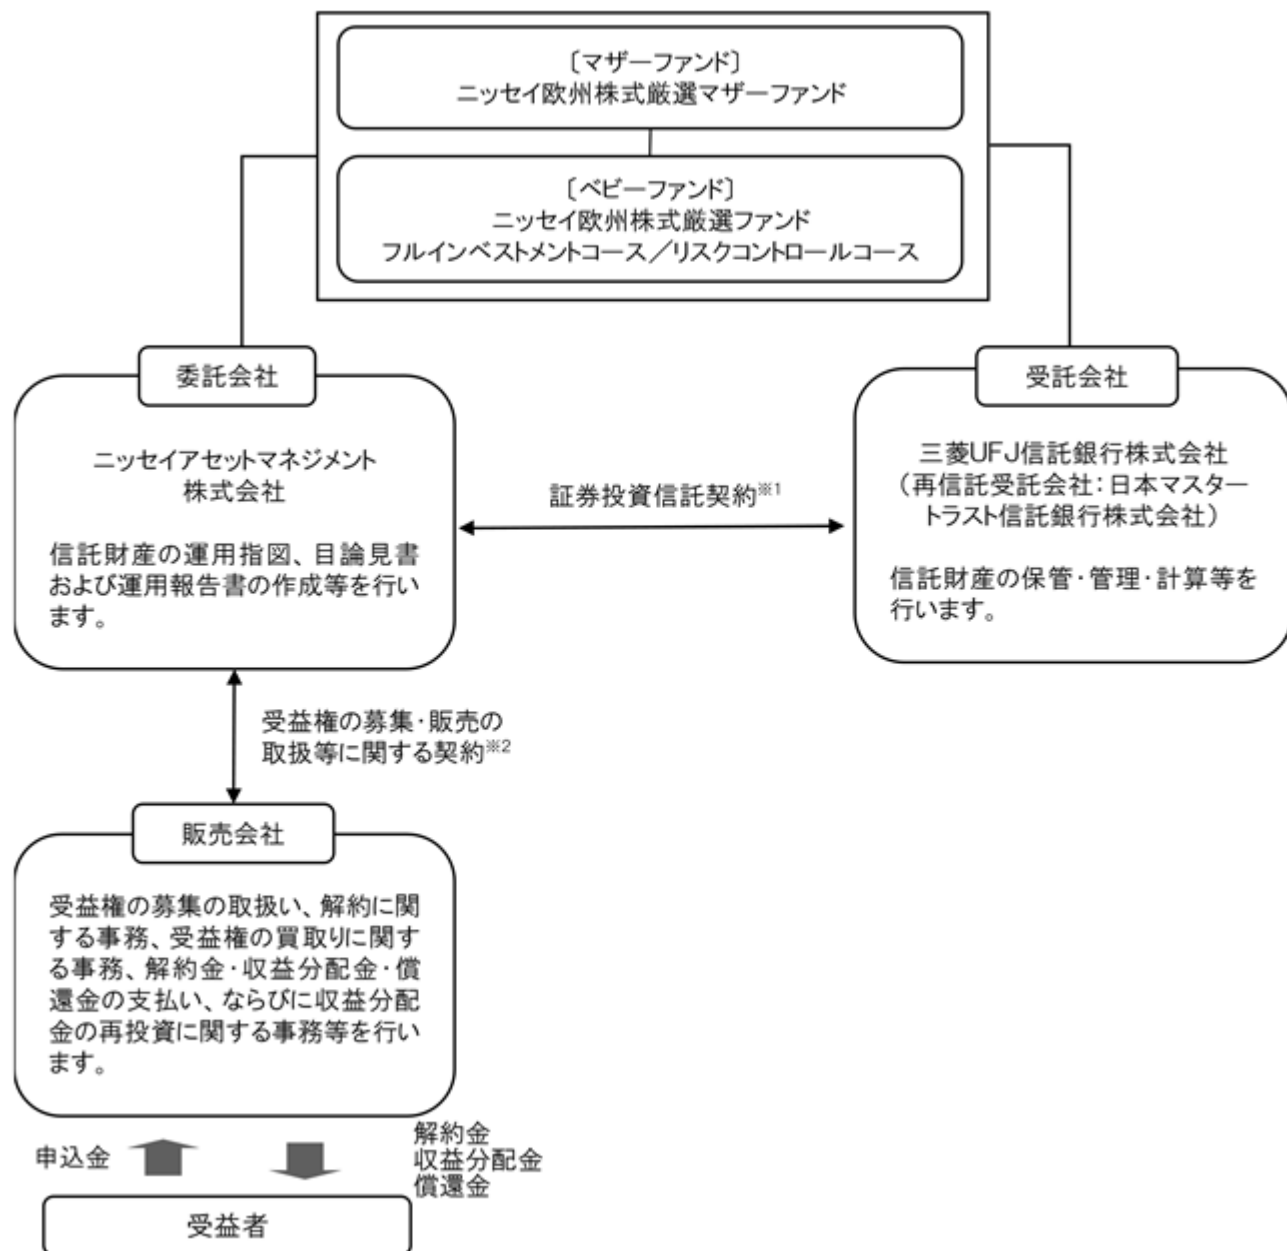 〔マザーファンド〕
ニッセイ欧州株式厳選マザーファンド
〔ベビーファンド〕
ニッセイ欧州株式厳選ファンド
フルインベストメントコース／リスクコントロールコース
委託会社
ニッセイアセットマネジメント
株式会社
信託財産の運用指図、目論見書
および運用報告書の作成等を行い
ます。
証券投資信託契約※1
受託会社
三菱UFJ信託銀行株式会社
（再信託受託会社：日本マスター
トラスト信託銀行株式会社）
信託財産の保管・管理・計算等を
行います。
受益権の募集・販売の
取扱等に関する契約※2
販売会社
受益権の募集の取扱い、解約に関
する事務、受益権の買取りに関す
る事務、解約金・収益分配金・償
還金の支払い、ならびに収益分配
金の再投資に関する事務等を行い
ます。
申込金
解約金
収益分配金
償還金
受益者